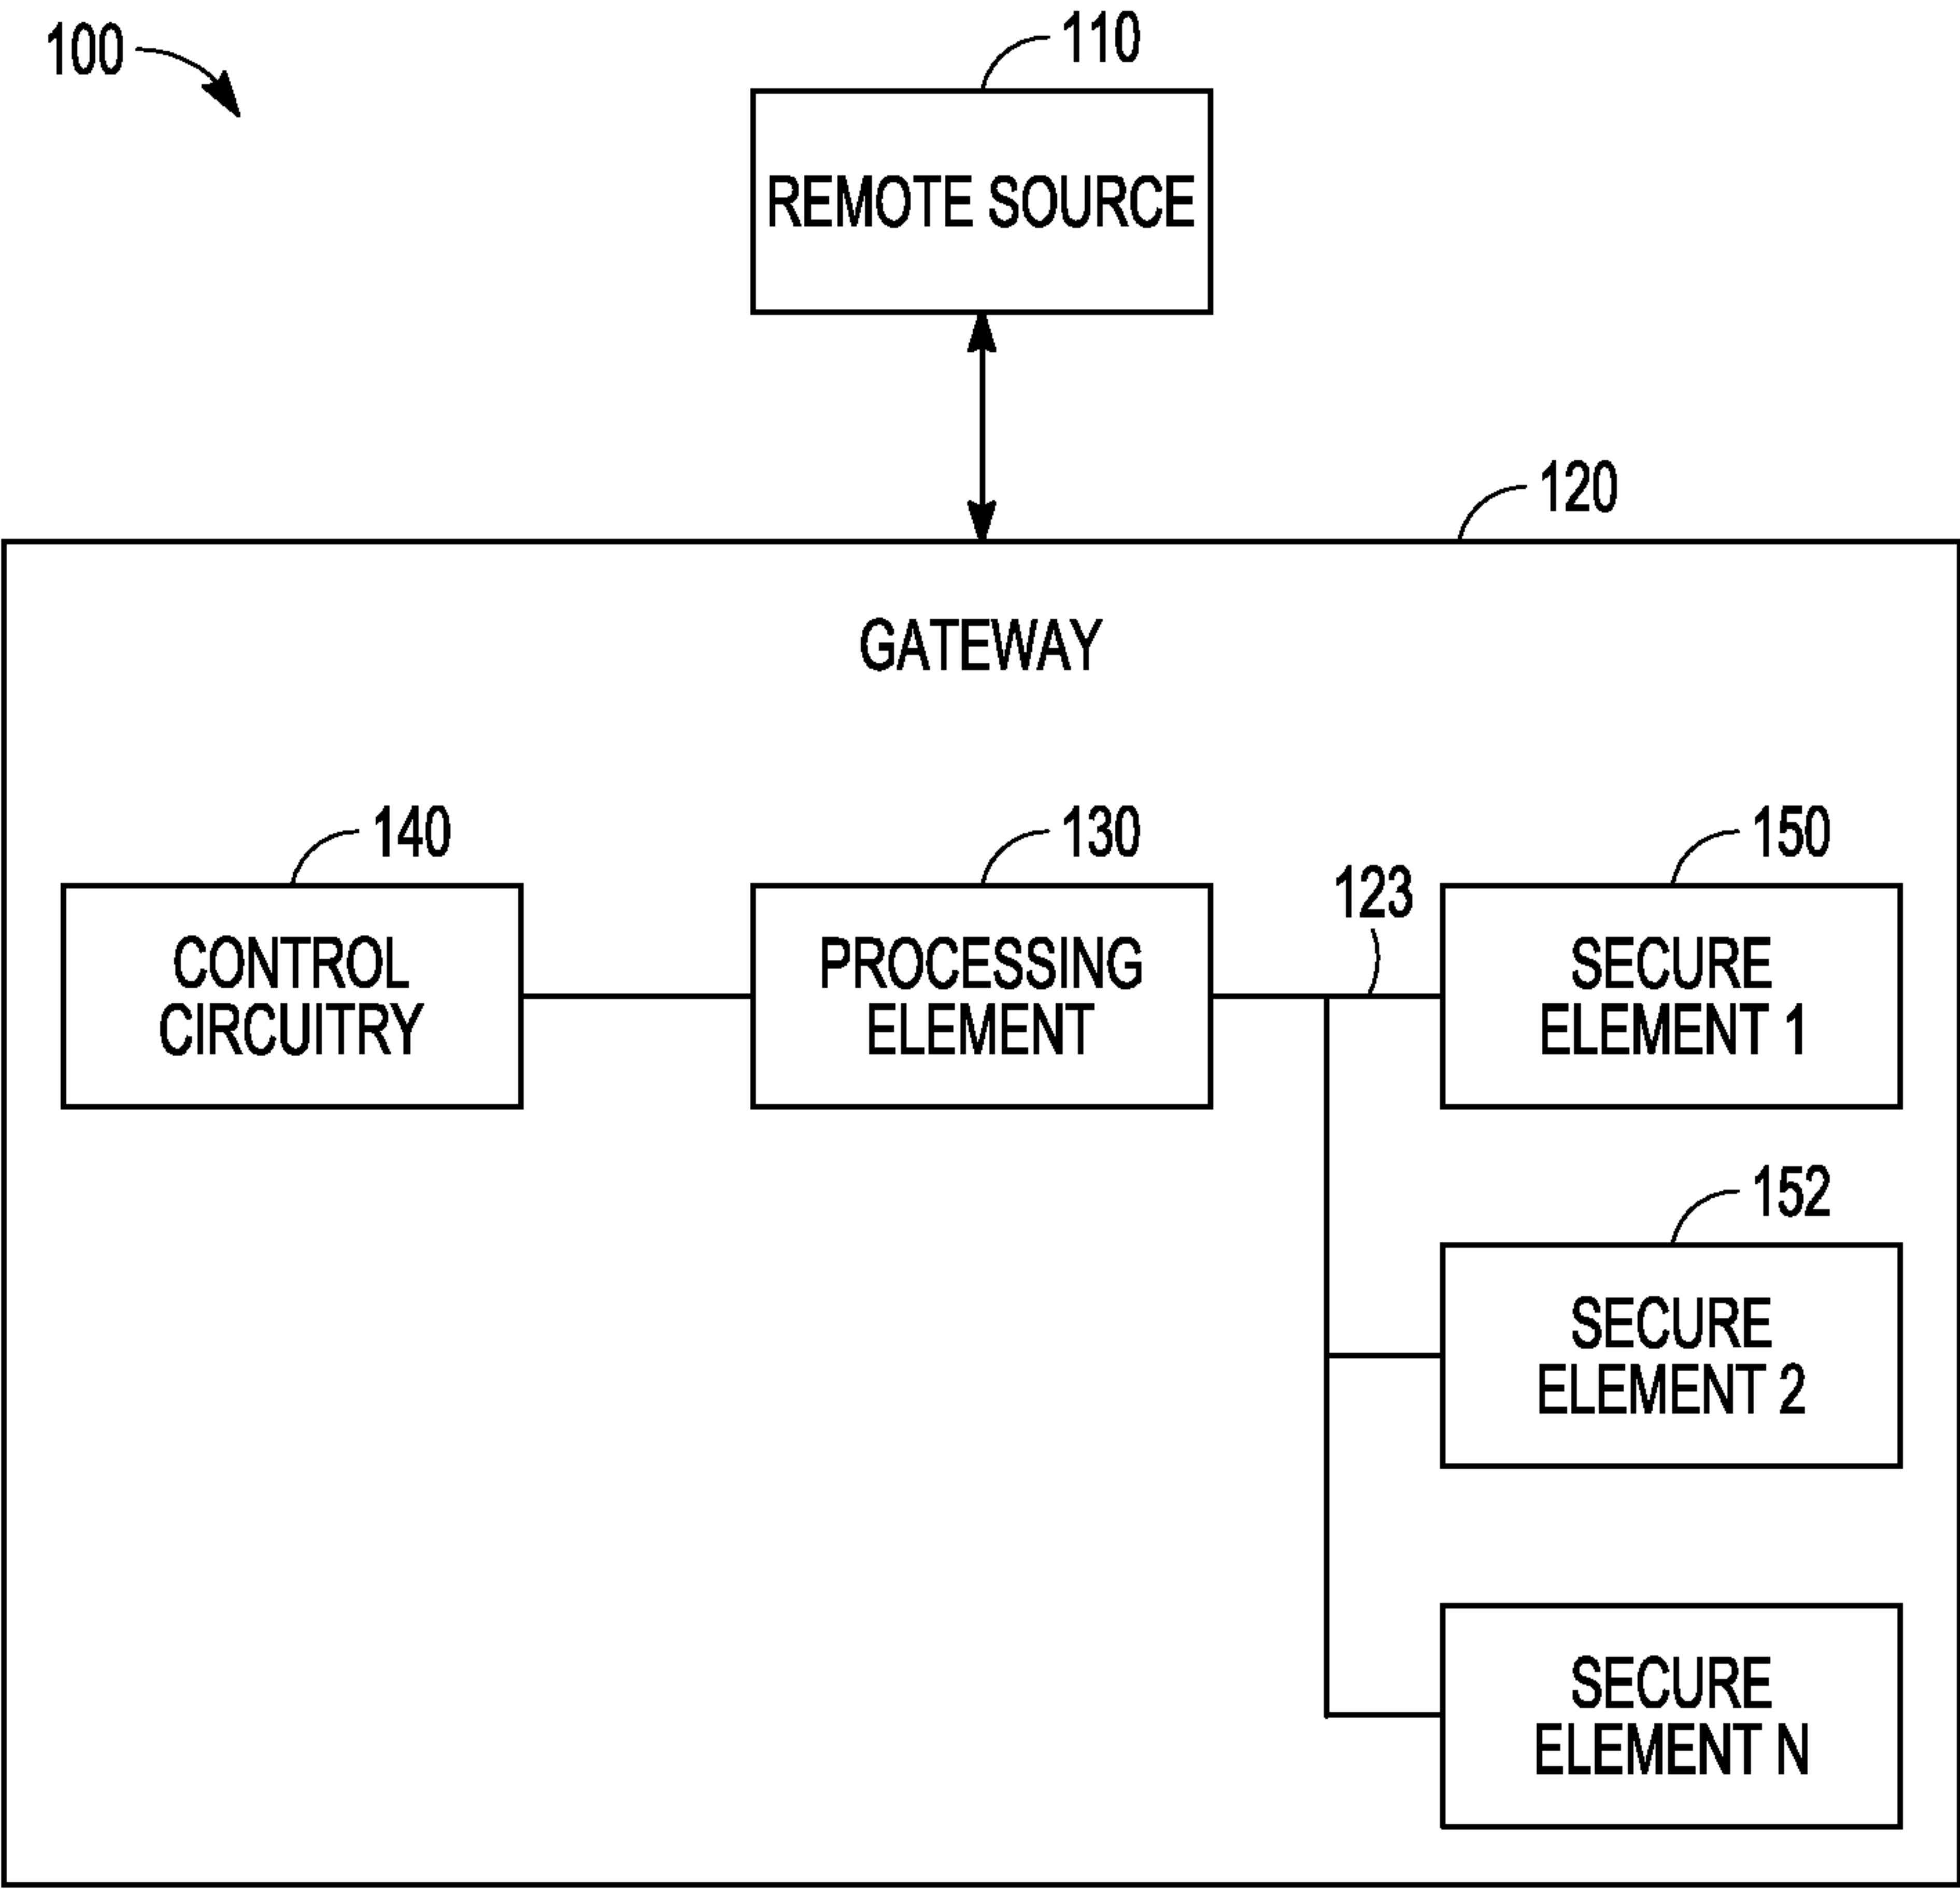 100
110
REMOTE SOURCE
120
GATEWAY
140
130
150
123
CONTROL
CIRCUITRY
PROCESSING
ELEMENT
SECURE
ELEMENT 1
152
SECURE
ELEMENT 2
SECURE
ELEMENT N